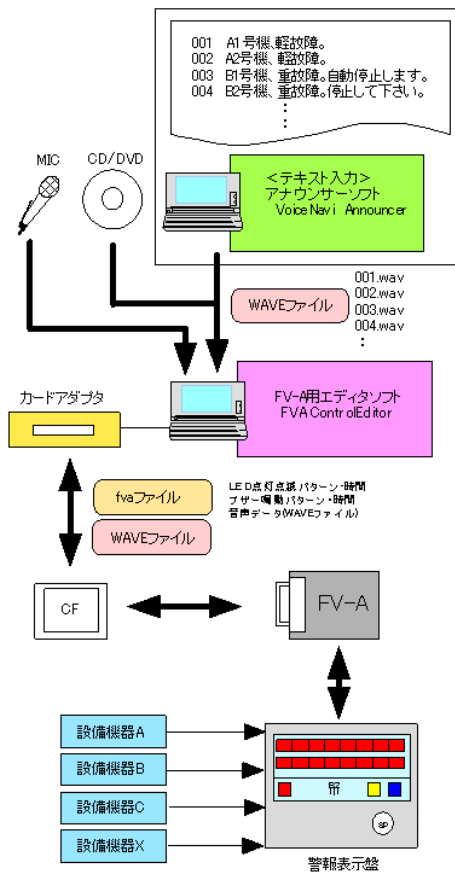 001 A1号機、軽故障。
002 A2号機、軽故障。
003 B1号機、重故障。自動停止します。
004 B2号機、重故障。停止して下さい。
:
MIC
CD/DVD
<テキスト入力>
アナウンサーソフト
Voice Navi Announcer
WAVEファイル
001.wav
002.wav
003.wav
004.wav
:
カードアダプタ
FV-A用エディタソフト
FVA ControlEditor
fvaファイル
WAVEファイル
LED点灯点滅パターン・時間
ブザー鳴動パターン・時間
音声データ(WAVEファイル)
CF
FV-A
設備機器A
設備機器B
設備機器C
設備機器X
SP
警報表示盤